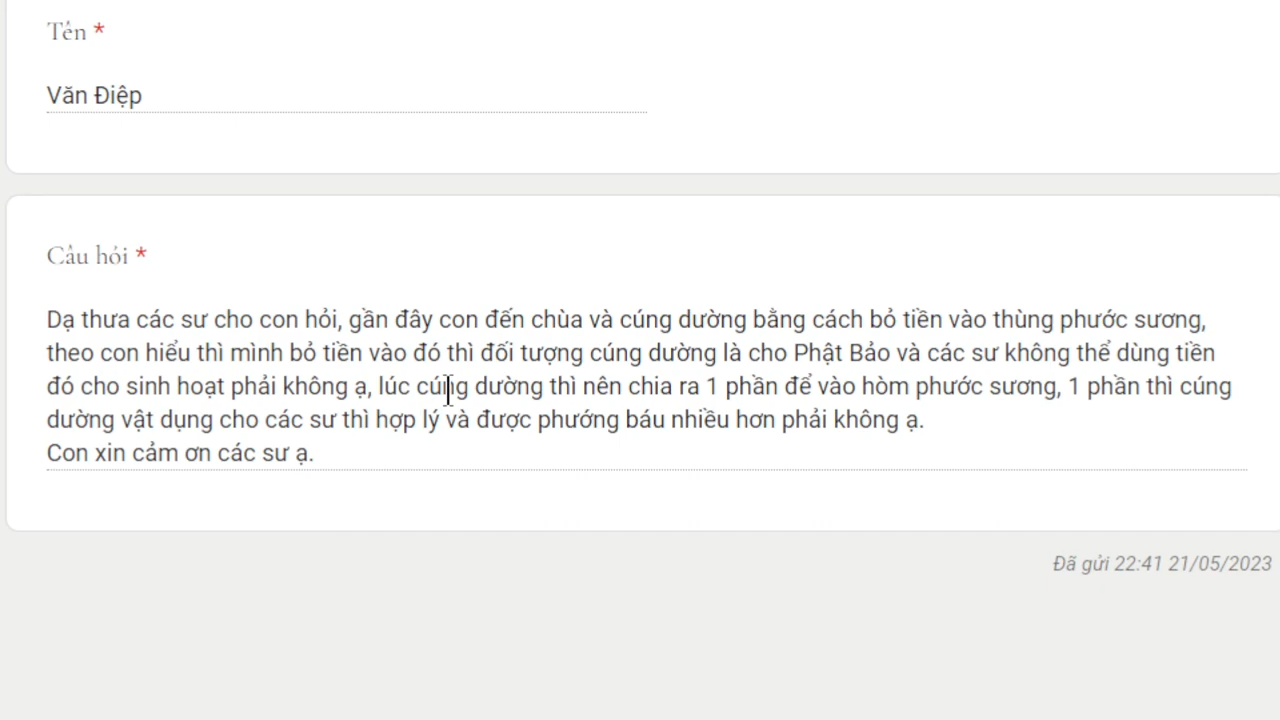 Tên *
Văn Điệp
Câu hỏi *
Dạ thưa các sư cho con hỏi, gần đây con đến chùa và cúng dường bằng cách bỏ tiền vào thùng phước sương,
theo con hiểu thì mình bỏ tiền vào đó thì đối tượng cúng dường là cho Phật Bảo và các sư không thể dùng tiền
đó cho sinh hoạt phải không ạ, lúc cúng dường thì nên chia ra 1 phần để vào hòm phước sương, 1 phần thì cúng
dường vật dụng cho các sư thì hợp lý và được phướng báu nhiều hơn phải không ạ.
Con xin cảm ơn các sư ạ.
Đã gửi 22:41 21/05/2023